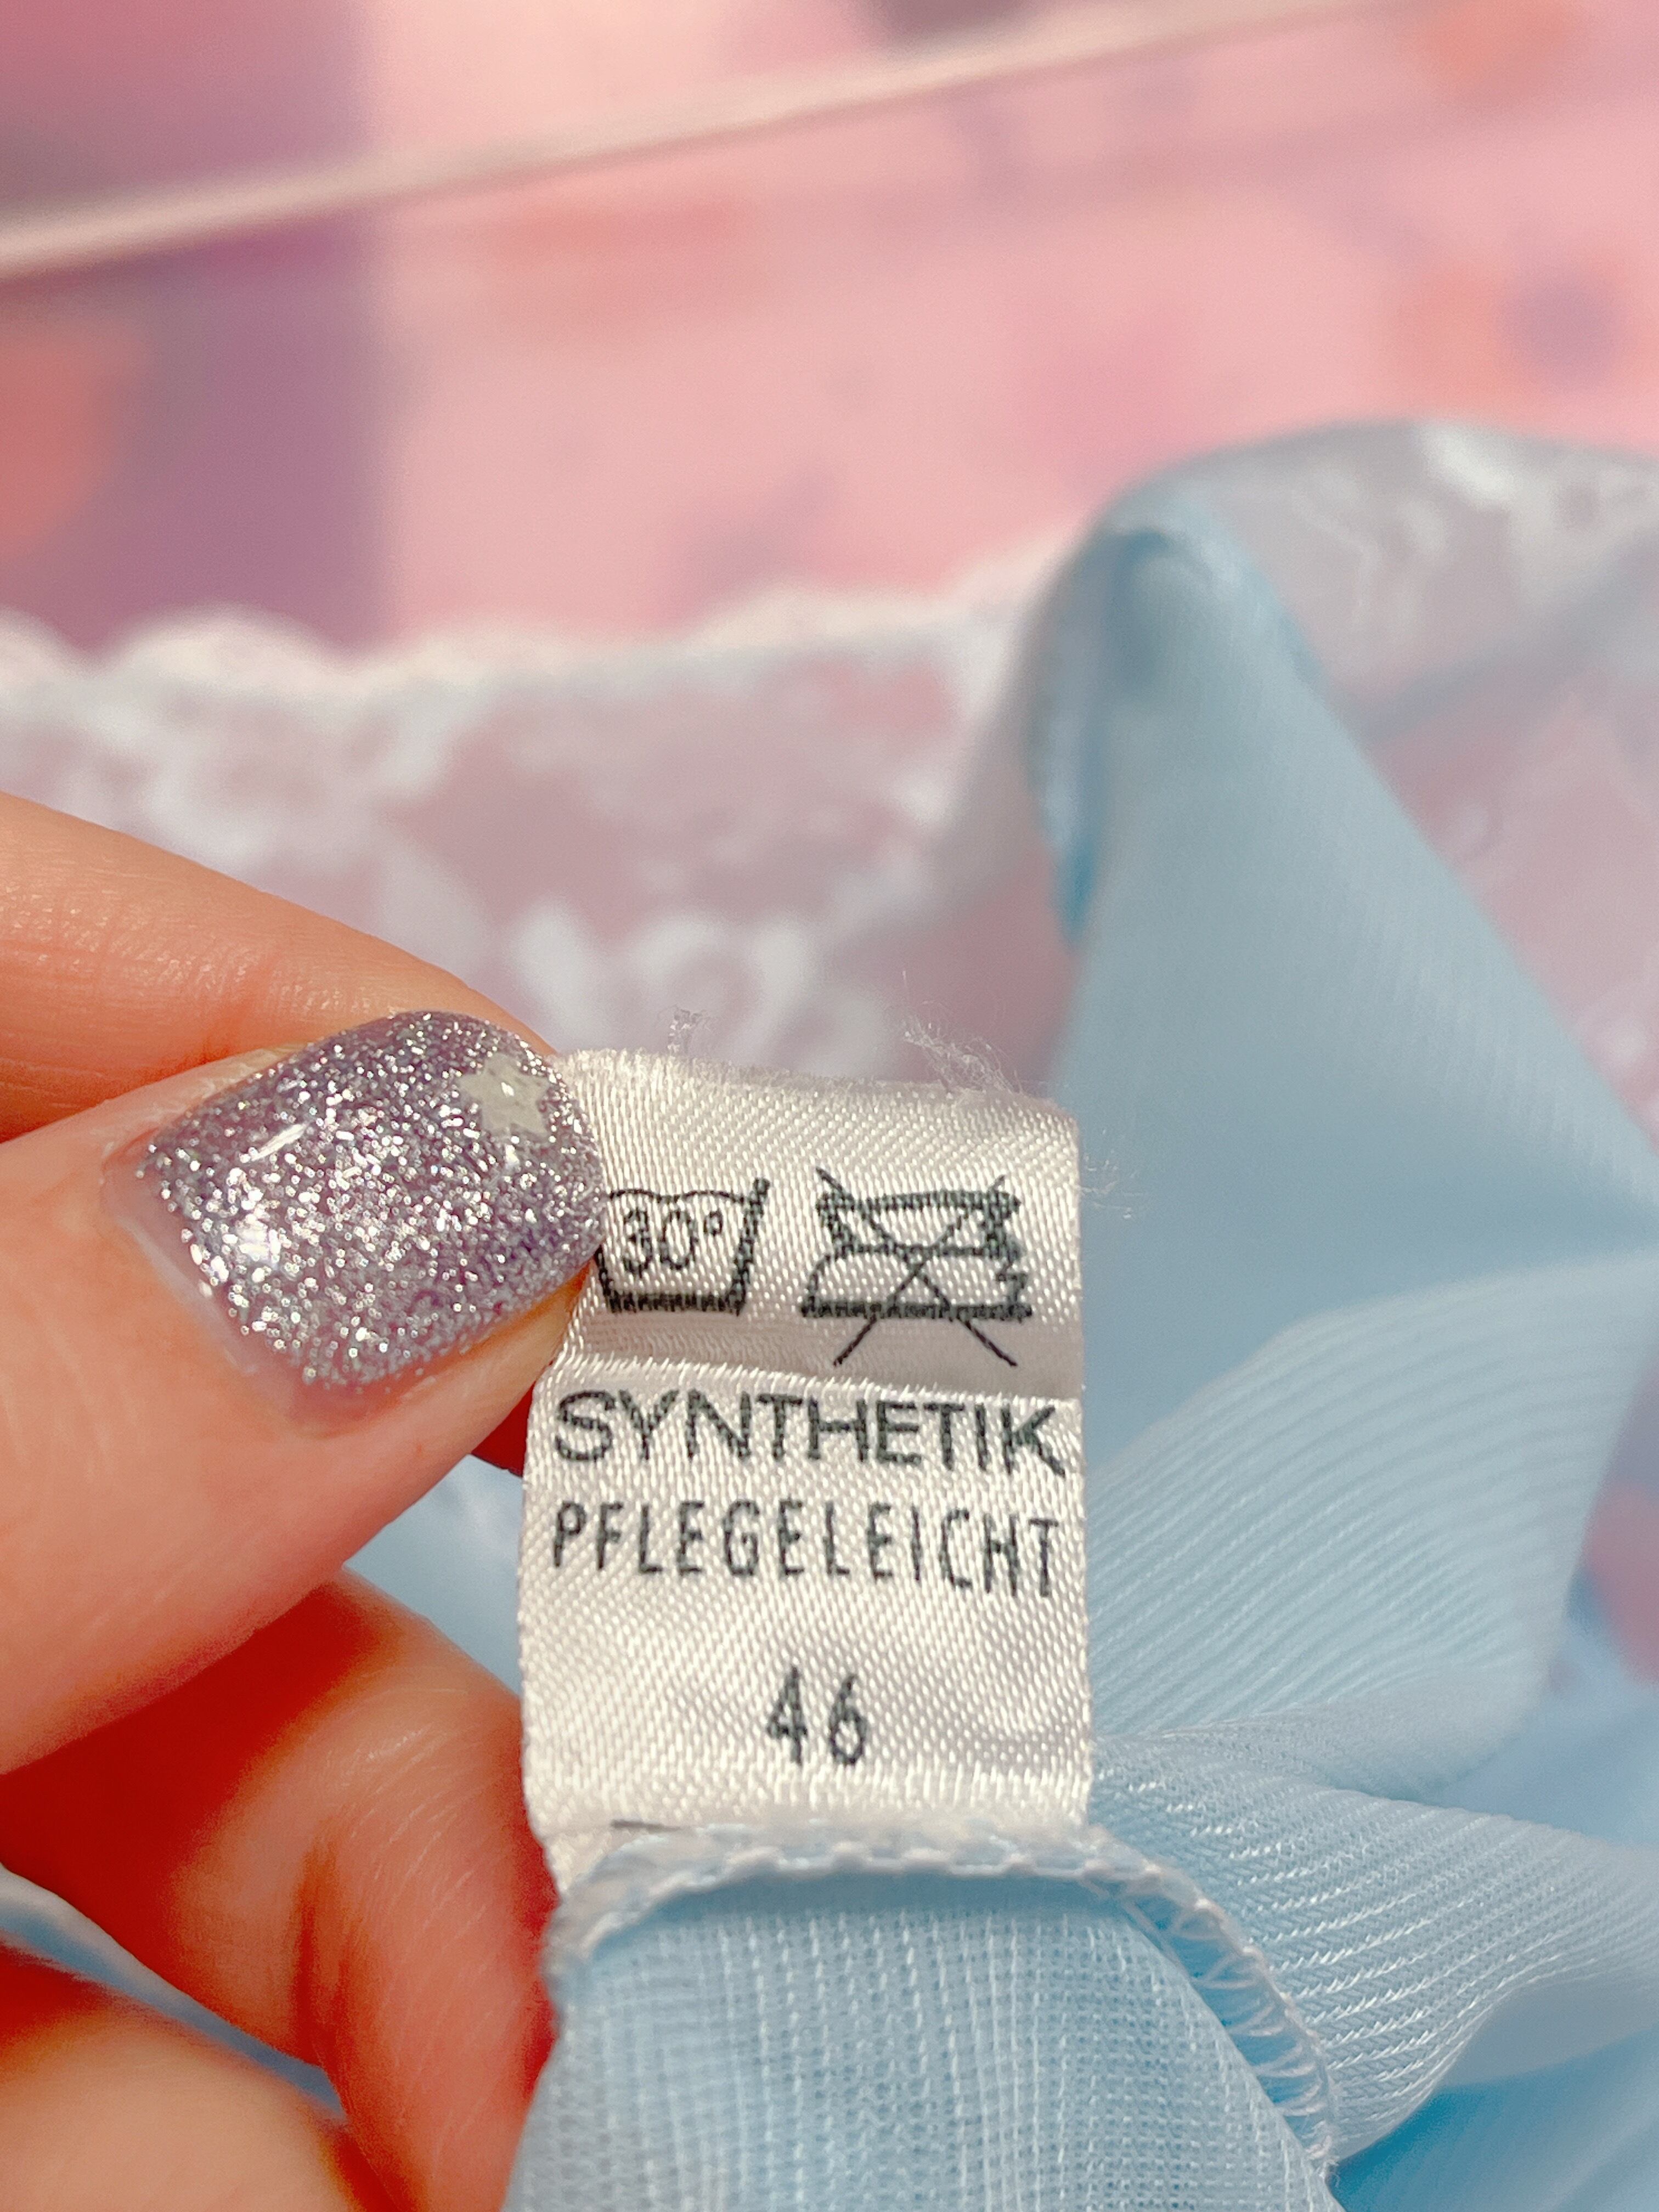 30°
SYNTHETIK
PFLEGELEICHT
46